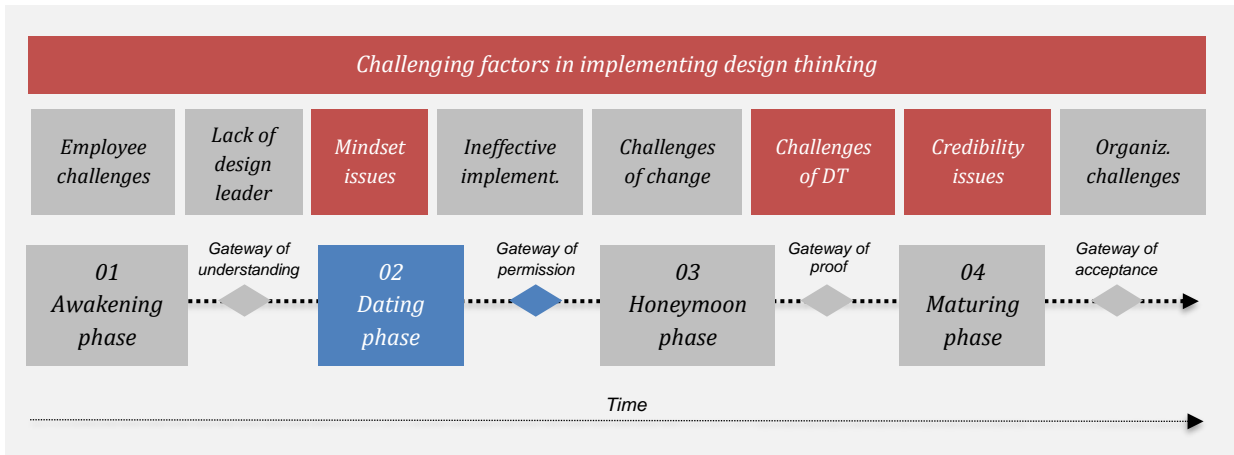 Challenging factors in implementing design thinking
Employee
challenges
Lack of
design
leader
Mindset
issues
Ineffective
implement.
Challenges
of change
Challenges
of DT
Credibility
issues
Organiz.
challenges
01
Awakening
phase
Gateway of
understanding
02
Dating
phase
Gateway of
permission
03
Honeymoon
phase
Gateway of
proof
04
Maturing
phase
Gateway of
acceptance
Time